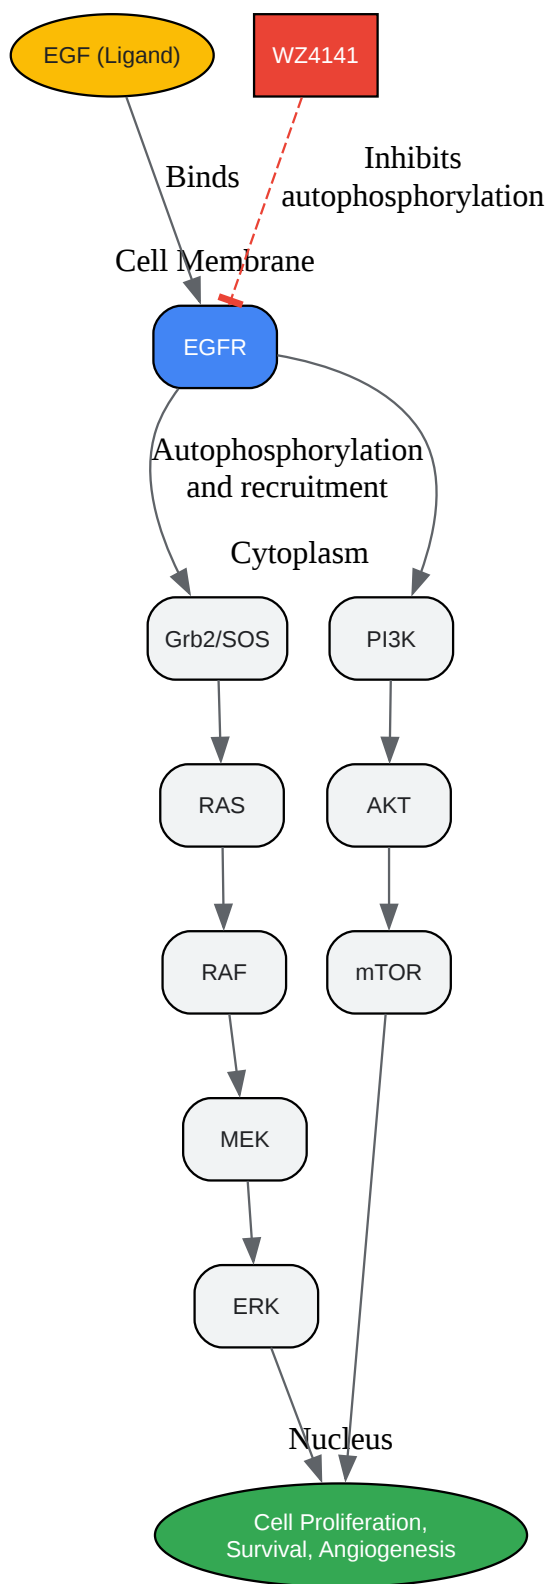 EGF (Ligand)
WZ4141
Binds
Inhibits
autophosphorylation
Cell Membrane
EGFR
Autophosphorylation
and recruitment
Cytoplasm
Grb2/SOS
PI3K
RAS
AKT
RAF
mTOR
MEK
ERK
Nucleus
Cell Proliferation,
Survival, Angiogenesis